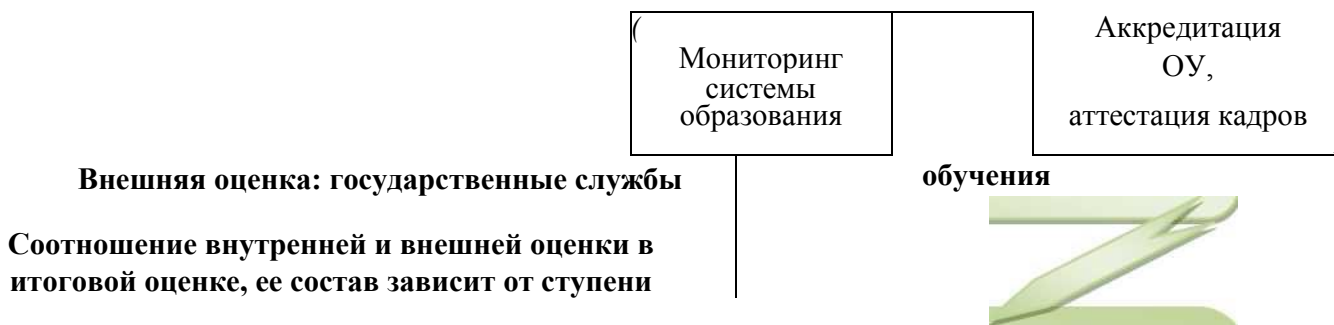 (
Мониторинг
системы
образования
Аккредитация
ОУ,
аттестация кадров
Внешняя оценка: государственные службы
обучения
Соотношение внутренней и внешней оценки в
итоговой оценке, ее состав зависит от ступени